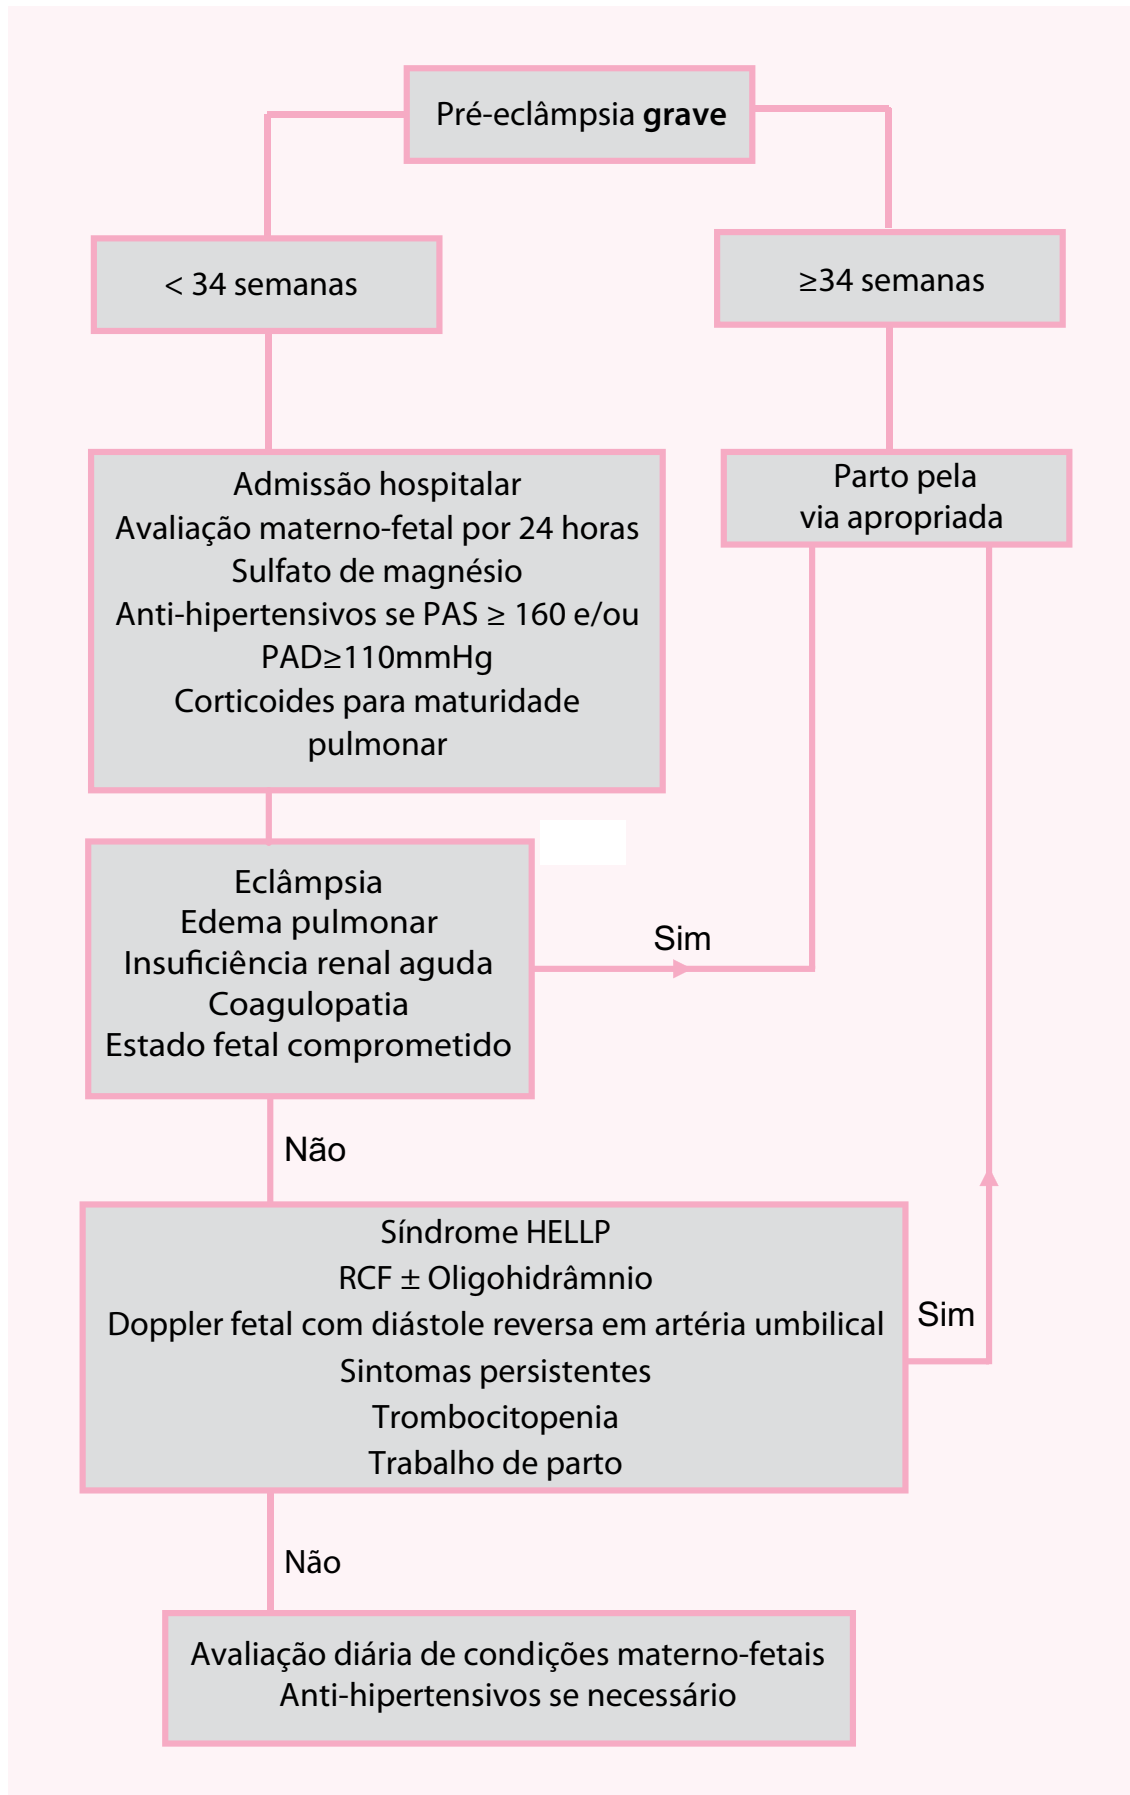 Pré-eclâmpsia grave
< 34 semanas
≥34 semanas
Admissão hospitalar
Avaliação materno-fetal por 24 horas
Sulfato de magnésio
Anti-hipertensivos se PAS ≥ 160 e/ou
PAD≥110mmHg
Corticoides para maturidade
pulmonar
Parto pela
via apropriada
Eclâmpsia
Edema pulmonar
Insuficiência renal aguda
Coagulopatia
Estado fetal comprometido
Sim
Não
Síndrome HELLP
RCF ± Oligohidrâmnio
Doppler fetal com diástole reversa em artéria umbilical
Sintomas persistentes
Trombocitopenia
Trabalho de parto
Sim
Não
Avaliação diária de condições materno-fetais
Anti-hipertensivos se necessário